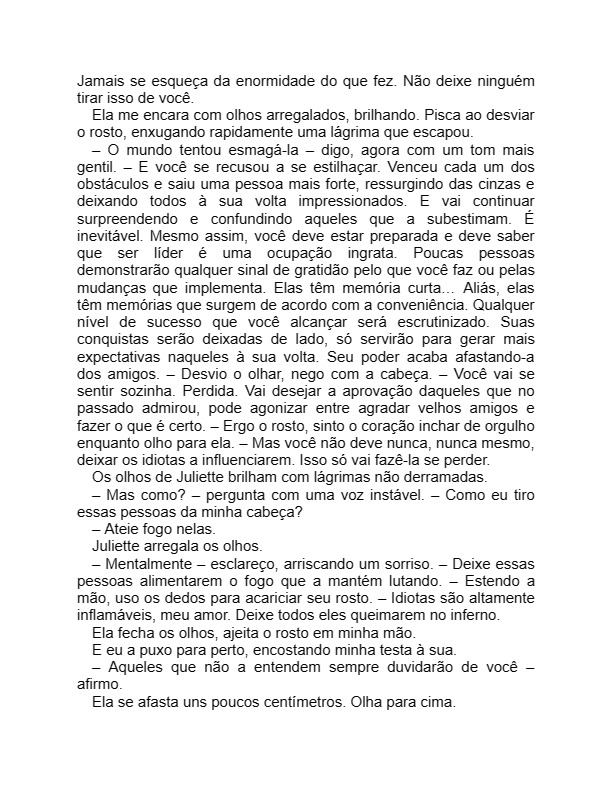 Jamais se esqueça da enormidade do que fez. Não deixe ninguém
tirar isso de você.
Ela me encara com olhos arregalados, brilhando. Pisca ao desviar
o rosto, enxugando rapidamente uma lágrima que escapou.
– O mundo tentou esmagá-la – digo, agora com um tom mais
gentil. – E você se recusou a se estilhaçar. Venceu cada um dos
obstáculos e saiu uma pessoa mais forte, ressurgindo das cinzas e
deixando todos à sua volta impressionados. E vai continuar
surpreendendo e confundindo aqueles que a subestimam. É
inevitável. Mesmo assim, você deve estar preparada e deve saber
que ser líder é uma ocupação ingrata. Poucas pessoas
demonstrarão qualquer sinal de gratidão pelo que você faz ou pelas
mudanças que implementa. Elas têm memória curta… Aliás, elas
têm memórias que surgem de acordo com a conveniência. Qualquer
nível de sucesso que você alcançar será escrutinizado. Suas
conquistas serão deixadas de lado, só servirão para gerar mais
expectativas naqueles à sua volta. Seu poder acaba afastando-a
dos amigos. – Desvio o olhar, nego com a cabeça. – Você vai se
sentir sozinha. Perdida. Vai desejar a aprovação daqueles que no
passado admirou, pode agonizar entre agradar velhos amigos e
fazer o que é certo. – Ergo o rosto, sinto o coração inchar de orgulho
enquanto olho para ela. – Mas você não deve nunca, nunca mesmo,
deixar os idiotas a influenciarem. Isso só vai fazê-la se perder.
Os olhos de Juliette brilham com lágrimas não derramadas.
– Mas como? – pergunta com uma voz instável. – Como eu tiro
essas pessoas da minha cabeça?
– Ateie fogo nelas.
Juliette arregala os olhos.
– Mentalmente – esclareço, arriscando um sorriso. – Deixe essas
pessoas alimentarem o fogo que a mantém lutando. – Estendo a
mão, uso os dedos para acariciar seu rosto. – Idiotas são altamente
inflamáveis, meu amor. Deixe todos eles queimarem no inferno.
Ela fecha os olhos, ajeita o rosto em minha mão.
E eu a puxo para perto, encostando minha testa à sua.
– Aqueles que não a entendem sempre duvidarão de você –
afirmo.
Ela se afasta uns poucos centímetros. Olha para cima.